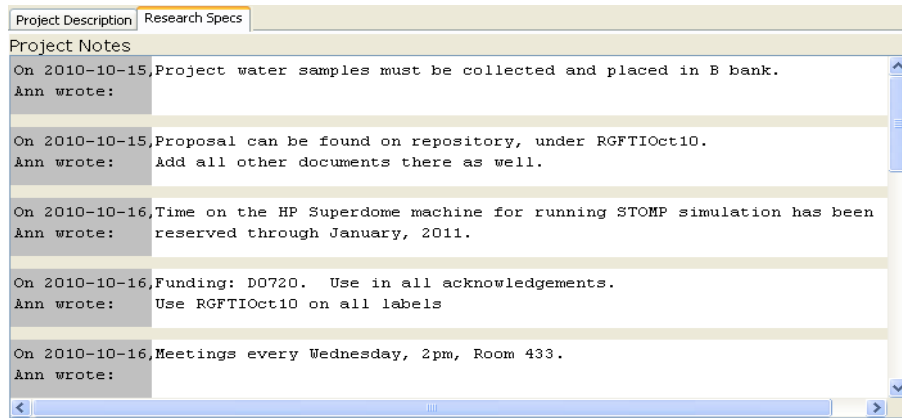 Project Description Research Specs
Project Notes
On 2010-10-15, Project water samples must be collected and placed in B bank.
Ann wrote:
On 2010-10-15, Proposal can be found on repository, under RGFTIOct10.
Ann wrote: Add all other documents there as well.
On 2010-10-16, Time on the HP Superdome machine for running STOMP simulation has been
Ann wrote: reserved through January, 2011.
On 2010-10-16, Funding: D0720.  Use in all acknowledgements.
Ann wrote: Use RGFTIOct10 on all labels
On 2010-10-16, Meetings every Wednesday, 2pm, Room 433.
Ann wrote: